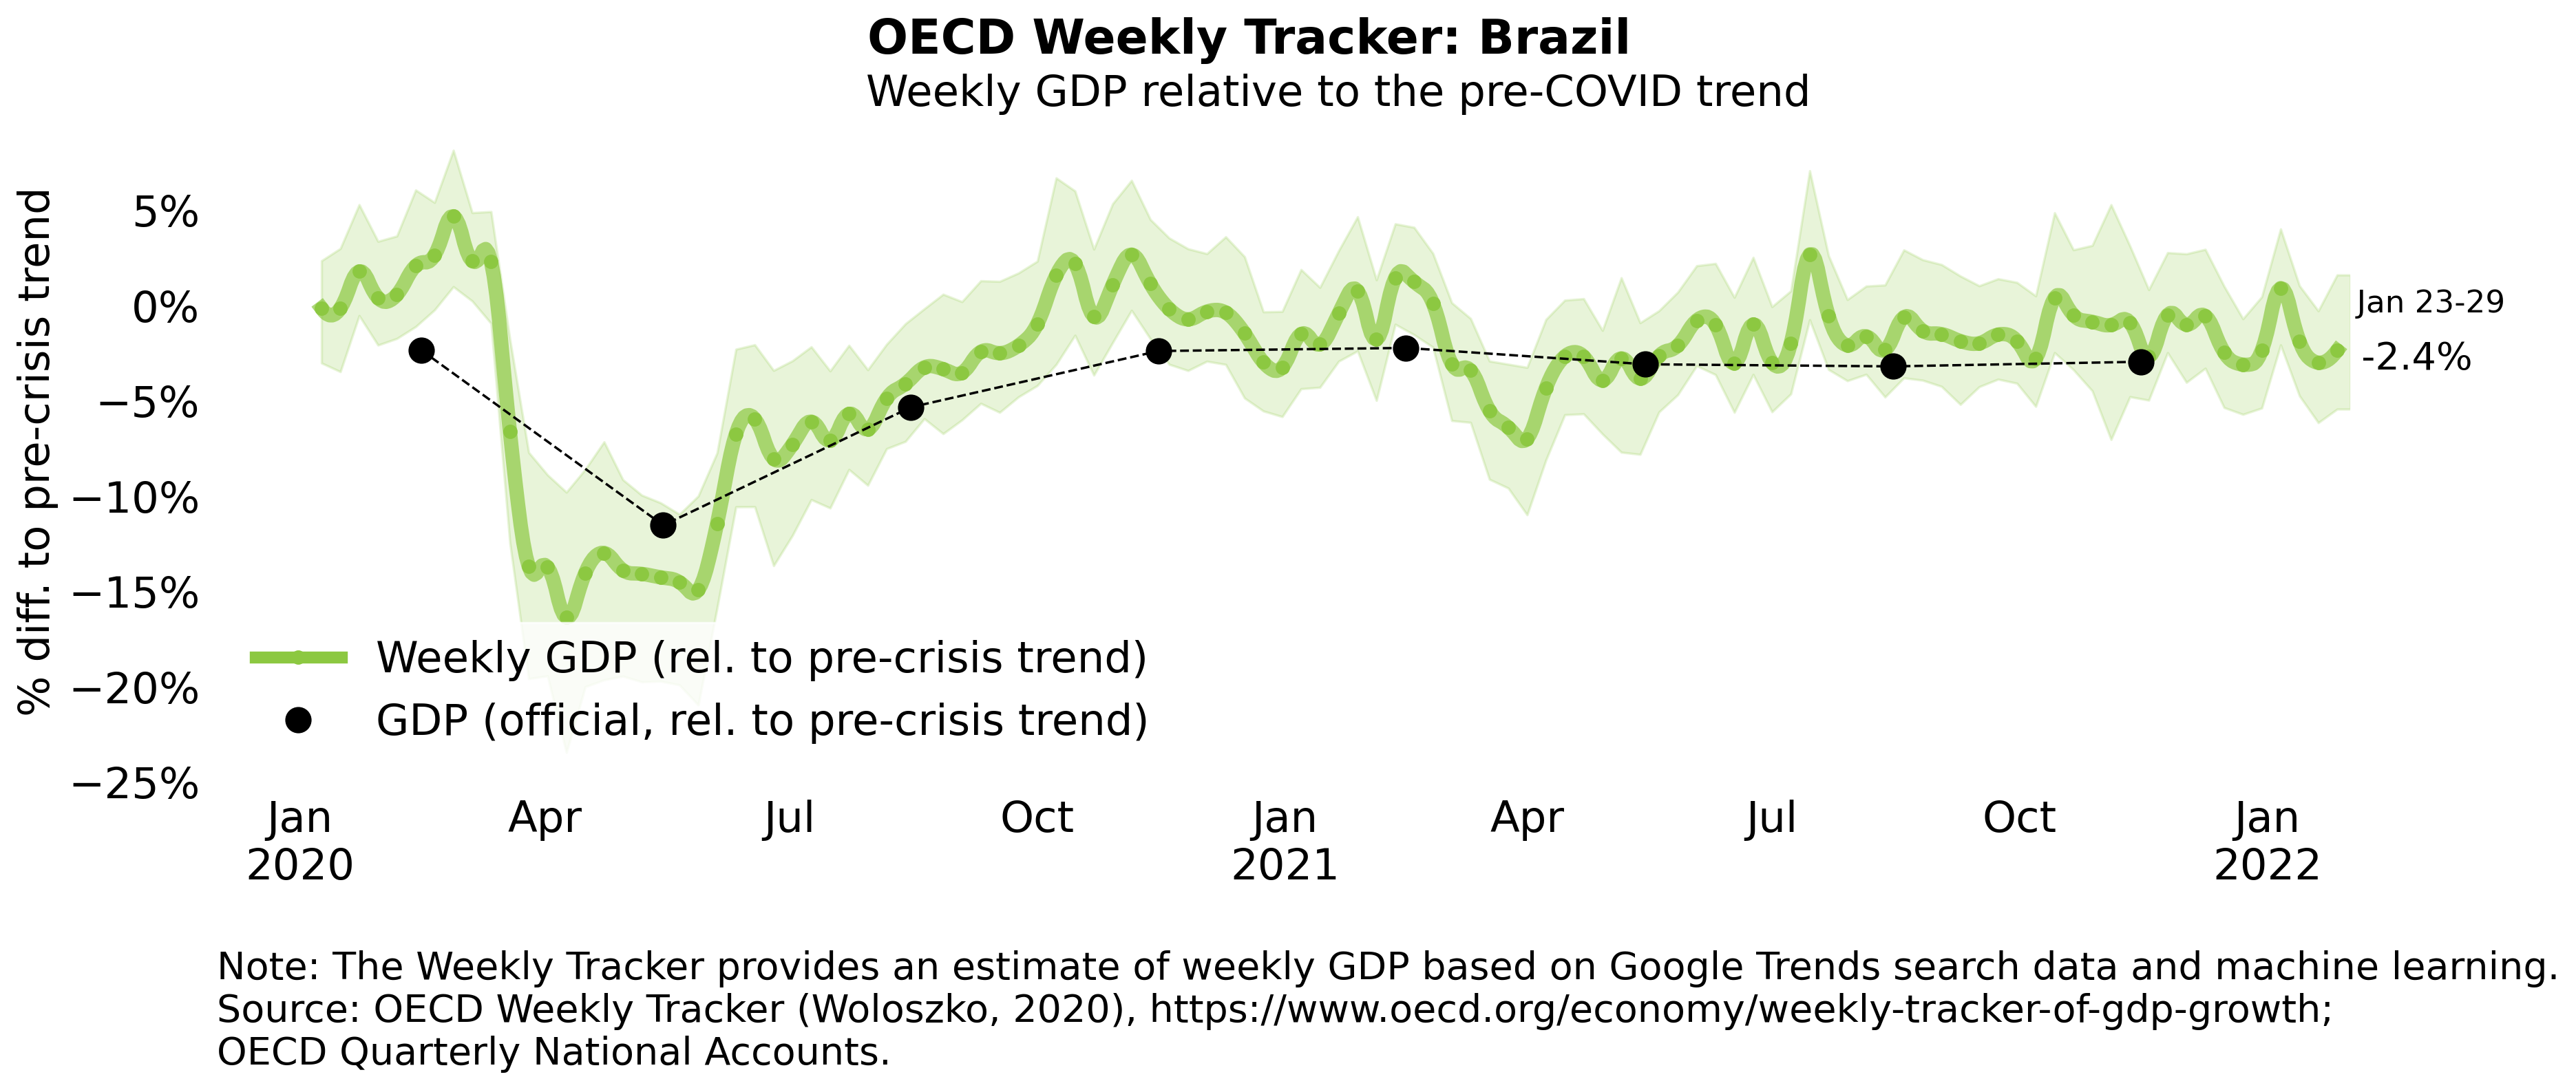 OECD Weekly Tracker: Brazil
Weekly GDP relative to the pre-COVID trend
% diff. to pre-crisis trend
5%
0%
−5%
−10%
−15%
−20%
−25%
Jan 23-29
-2.4%
Weekly GDP (rel. to pre-crisis trend)
GDP (official, rel. to pre-crisis trend)
Jan Apr Jul Oct Jan Apr Jul Oct Jan
2020 2021 2022
Note: The Weekly Tracker provides an estimate of weekly GDP based on Google Trends search data and machine learning.
Source: OECD Weekly Tracker (Woloszko, 2020), https://www.oecd.org/economy/weekly-tracker-of-gdp-growth;
OECD Quarterly National Accounts.